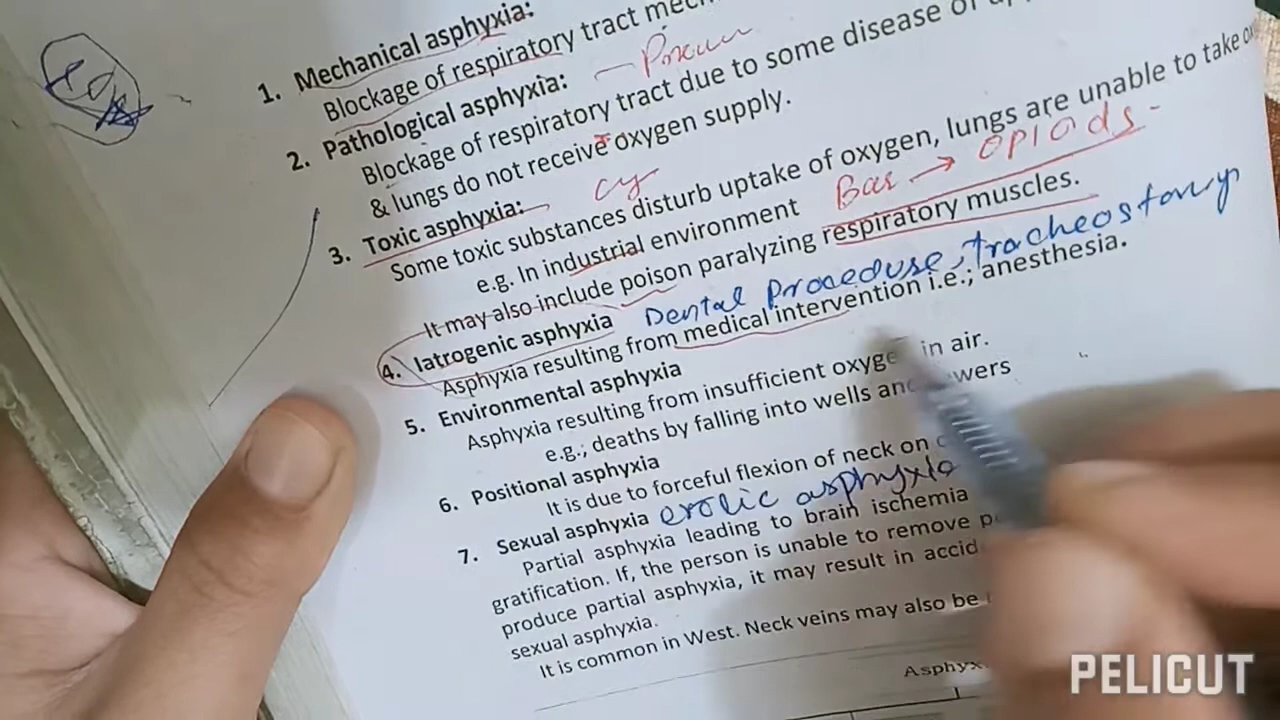 1. Mechanical asphyxia:
Blockage of respiratory tract
2. Pathological asphyxia:
Blockage of respiratory tract due to some disease of
& lungs do not receive oxygen supply.
3. Toxic asphyxia:
Some toxic substances disturb uptake of oxygen, lungs are unable to take
e.g. In industrial environment Bar → OPIOds
It may also include poison paralyzing respiratory muscles.
4. Iatrogenic asphyxia Dental Procedure, tracheostomy
Asphyxia resulting from medical intervention i.e.; anesthesia.
5. Environmental asphyxia
Asphyxia resulting from insufficient oxygen in air.
e.g.; deaths by falling into wells and
6. Positional asphyxia
It is due to forceful flexion of neck on
7. Sexual asphyxia erotic asphyxia
Partial asphyxia leading to brain ischemia
gratification. If, the person is unable to remove
produce partial asphyxia, it may result in
sexual asphyxia.
It is common in West. Neck veins may also be
PELICUT